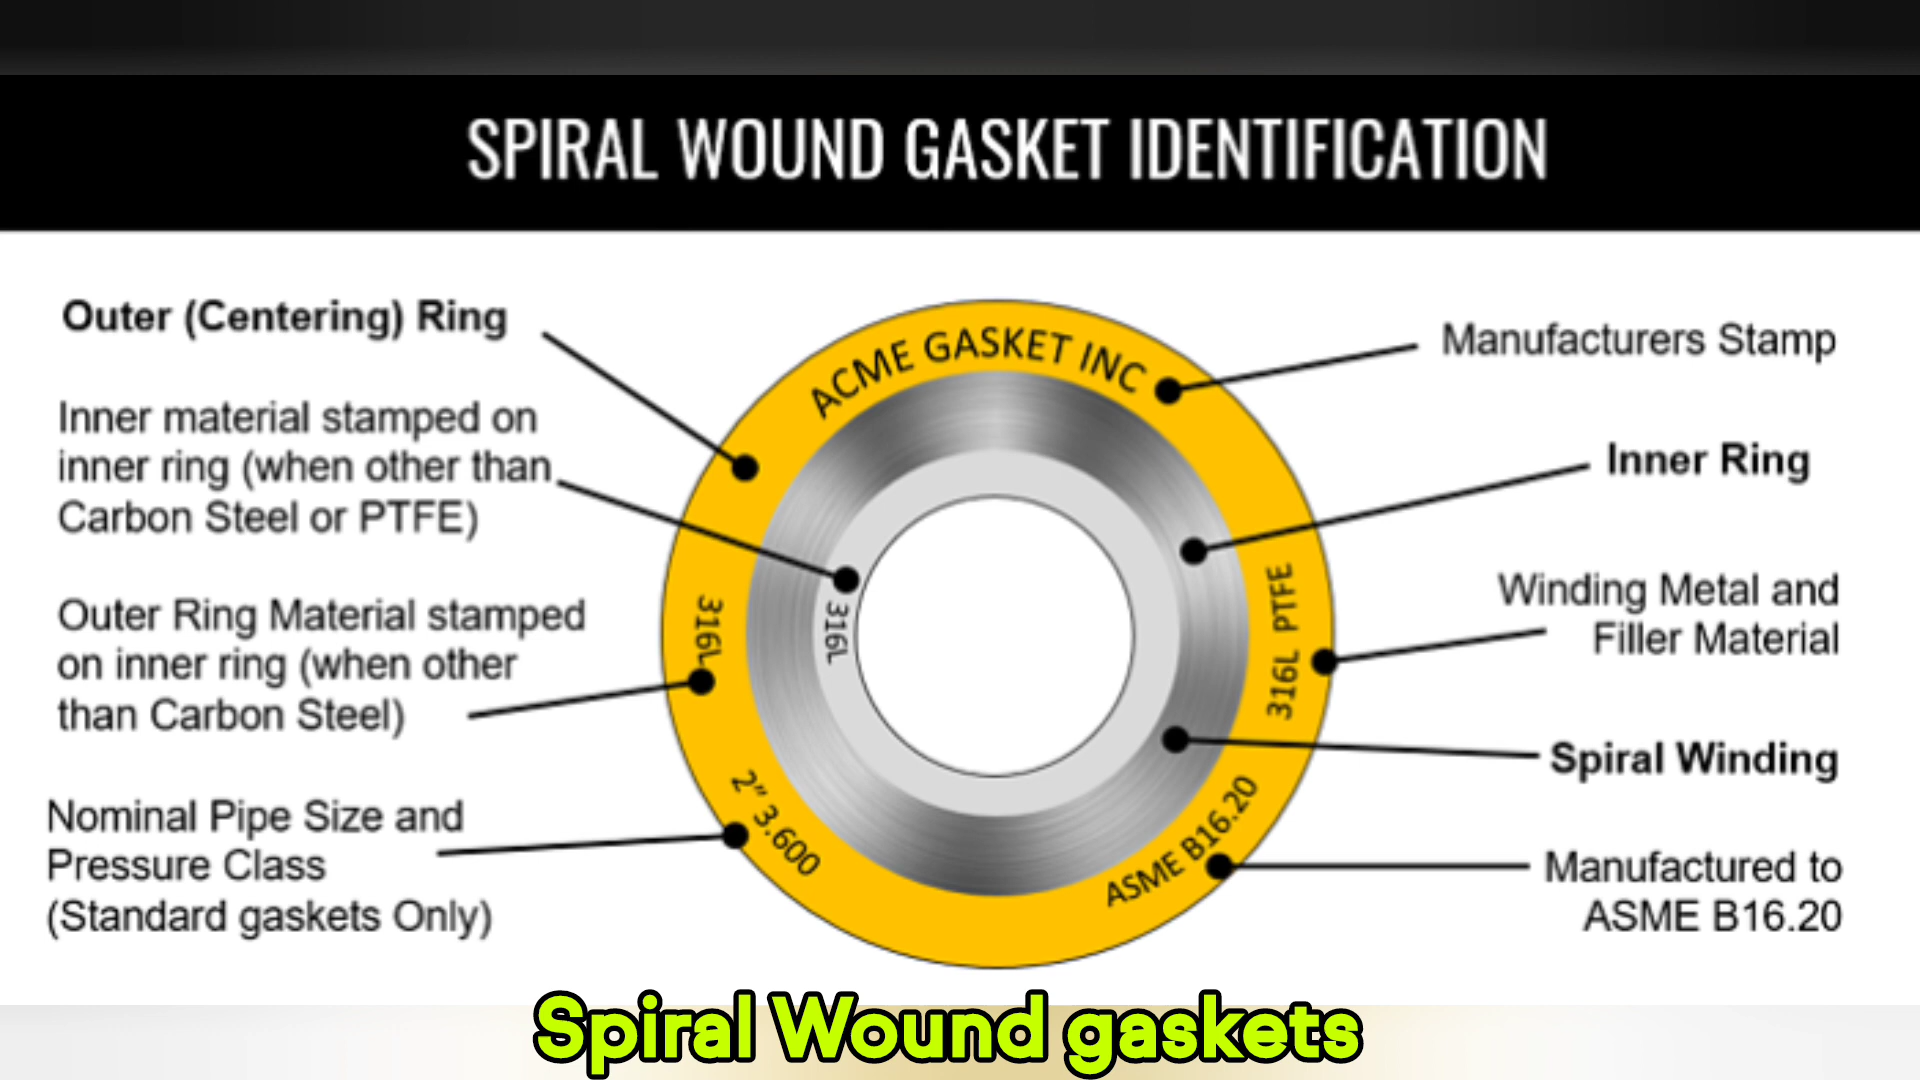 SPIRAL WOUND GASKET IDENTIFICATION
Outer (Centering) Ring
Inner material stamped on
inner ring (when other than
Carbon Steel or PTFE)
Outer Ring Material stamped
on inner ring (when other
than Carbon Steel)
Nominal Pipe Size and
Pressure Class
(Standard gaskets Only)
ACME GASKET INC
316L
316L
2" 3.600
316L PTFE
ASME B16.20
Manufacturers Stamp
Inner Ring
Winding Metal and
Filler Material
Spiral Winding
Manufactured to
ASME B16.20
Spiral Wound gaskets